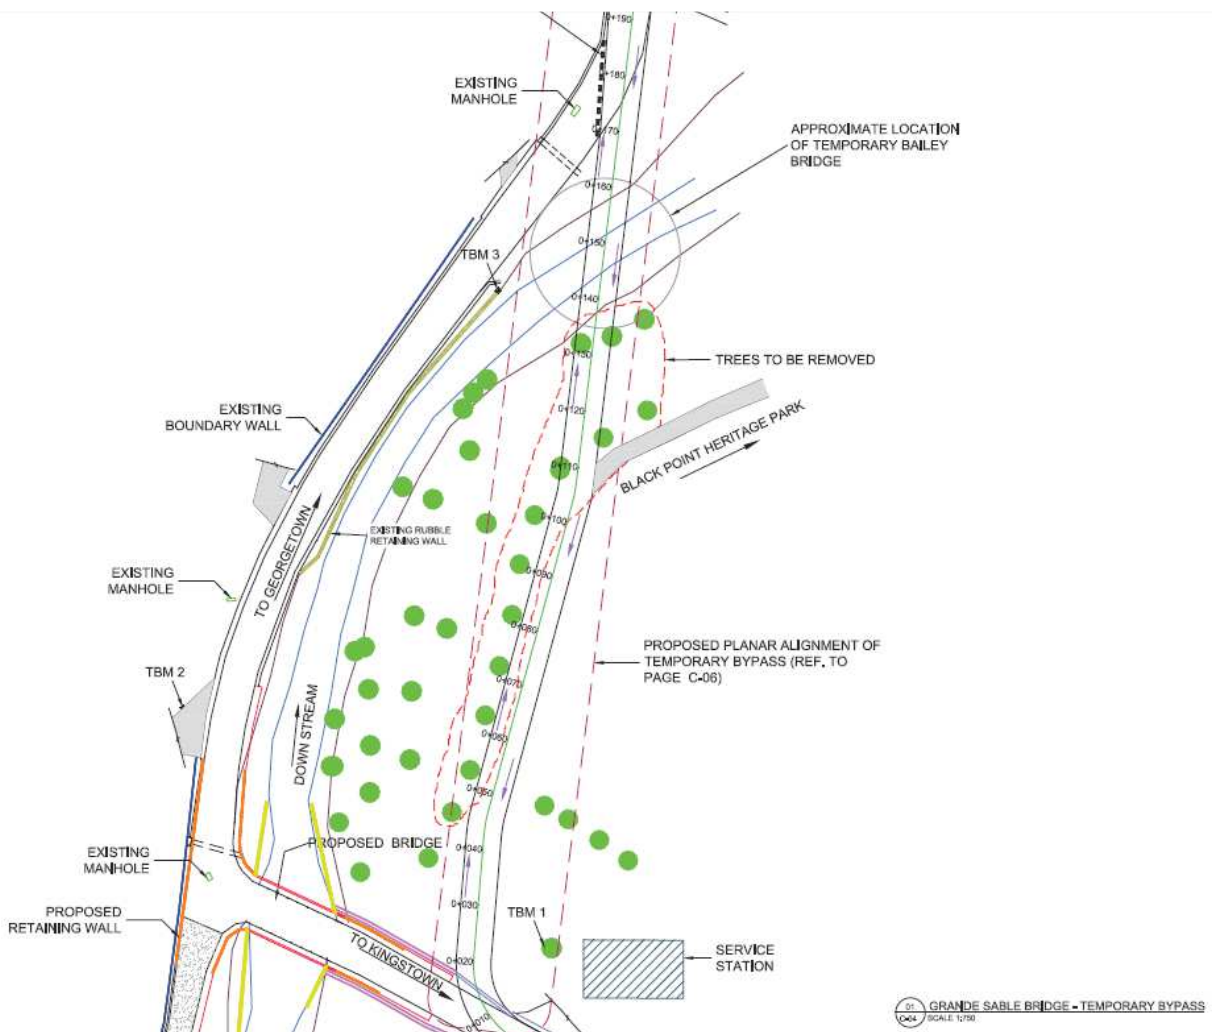 0+190
0+180
EXISTING
MANHOLE
0+170
APPROXIMATE LOCATION
OF TEMPORARY BAILEY
BRIDGE
0+160
0+150
TBM 3
0+140
0+150
TREES TO BE REMOVED
0+120
EXISTING
BOUNDARY WALL
BLACK POINT HERITAGE PARK
0+110
0+100
EXISTING RUBBLE
RETAINING WALL
TO GEORGETOWN
EXISTING
MANHOLE
0+090
0+080
PROPOSED PLANAR ALIGNMENT OF
TEMPORARY BYPASS (REF. TO
PAGE C-06)
TBM 2
0+070
DOWN STREAM
0+060
0+050
PROPOSED BRIDGE
0+040
EXISTING
MANHOLE
0+030
PROPOSED
RETAINING WALL
TBM 1
TO KINGSTOWN
0+020
SERVICE
STATION
0+010
01
C-04
GRANDE SABLE BRIDGE - TEMPORARY BYPASS
SCALE 1:750